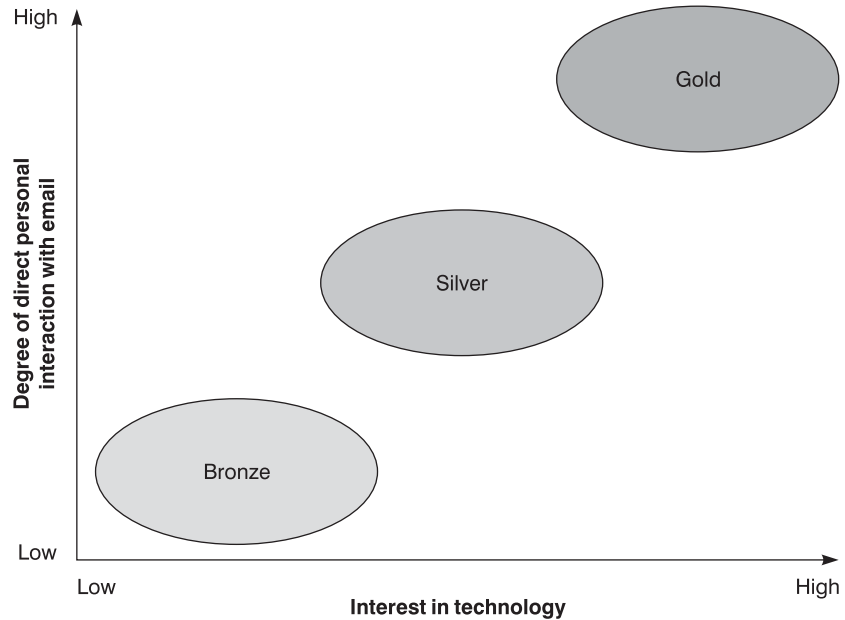 High
Gold
Degree of direct personal
interaction with email
Silver
Bronze
Low
Low
High
Interest in technology